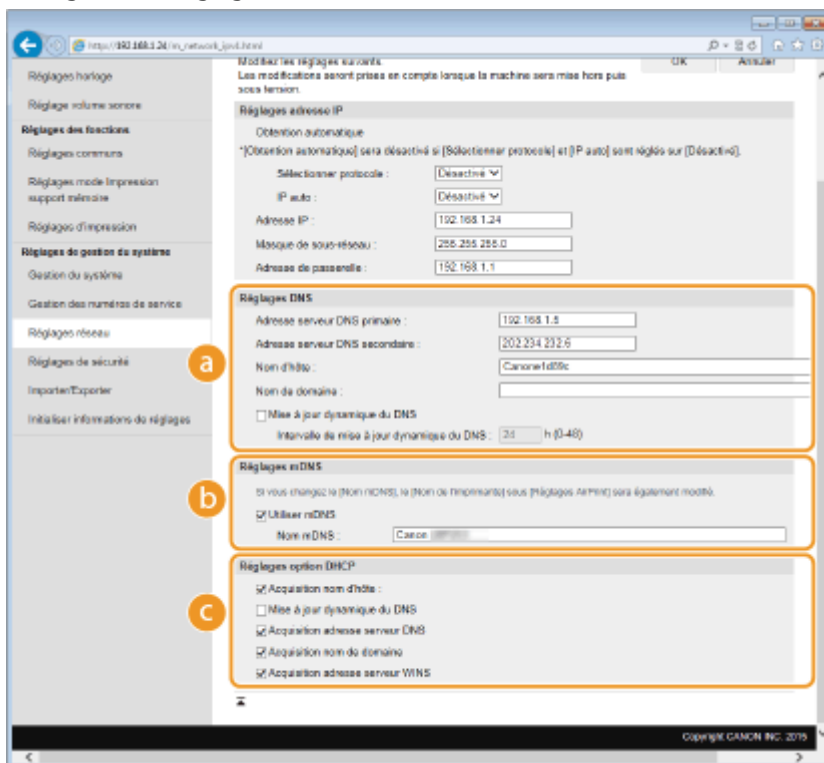 http://192.168.1.24/m_network_ipv4.html
Modifiez les réglages suivants.
OK
Annuler
Les modifications seront prises en compte lorsque la machine sera mise hors puis
sous tension.
Réglages horloge
Réglage volume sonore
Réglages des fonctions
Réglages communs
Réglages mode Impression
support mémoire
Réglages d'impression
Réglages de gestion du système
Gestion du système
Gestion des numéros de service
Réglages réseau
Réglages de sécurité
Importer/Exporter
Initialiser informations de réglages
Réglages adresse IP
Obtention automatique
*[Obtention automatique] sera désactivé si [Sélectionner protocole] et [IP auto] sont réglés sur [Désactivé].
Sélectionner protocole : Désactivé
IP auto : Désactivé
Adresse IP : 192.168.1.24
Masque de sous-réseau : 255.255.255.0
Adresse de passerelle : 192.168.1.1
a
Réglages DNS
Adresse serveur DNS primaire : 192.168.1.8
Adresse serveur DNS secondaire : 202.234.232.6
Nom d'hôte : Canone1d89c
Nom de domaine :
Mise à jour dynamique du DNS
Intervalle de mise à jour dynamique du DNS : 24 h (0-48)
b
Réglages mDNS
Si vous changez le [Nom mDNS], le [Nom de l'imprimante] sous [Réglages AirPrint] sera également modifié.
Utiliser mDNS
Nom mDNS : Canon
c
Réglages option DHCP
Acquisition nom d'hôte :
Mise à jour dynamique du DNS
Acquisition adresse serveur DNS
Acquisition nom de domaine
Acquisition adresse serveur WINS
Copyright CANON INC. 2015